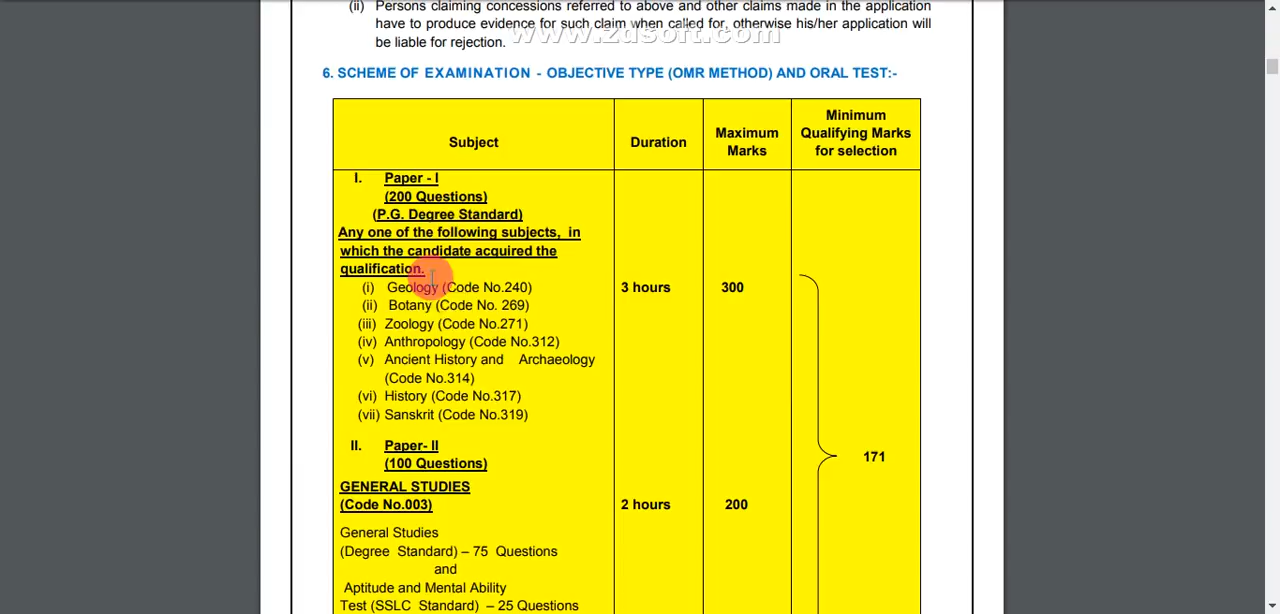 (ii) Persons claiming concessions referred to above and other claims made in the application
have to produce evidence for such claim when called for, otherwise his/her application will
be liable for rejection.
www.zdsoft.com
6. SCHEME OF EXAMINATION - OBJECTIVE TYPE (OMR METHOD) AND ORAL TEST:-
Subject
Duration
Maximum
Marks
Minimum
Qualifying Marks
for selection
I. Paper - I
(200 Questions)
(P.G. Degree Standard)
Any one of the following subjects, in
which the candidate acquired the
qualification.
(i) Geology (Code No.240)
(ii) Botany (Code No. 269)
(iii) Zoology (Code No.271)
(iv) Anthropology (Code No.312)
(v) Ancient History and Archaeology
(Code No.314)
(vi) History (Code No.317)
(vii) Sanskrit (Code No.319)
3 hours
300
II. Paper- II
(100 Questions)
GENERAL STUDIES
(Code No.003)
General Studies
(Degree Standard) – 75 Questions
and
Aptitude and Mental Ability
Test (SSLC Standard) – 25 Questions
2 hours
200
171